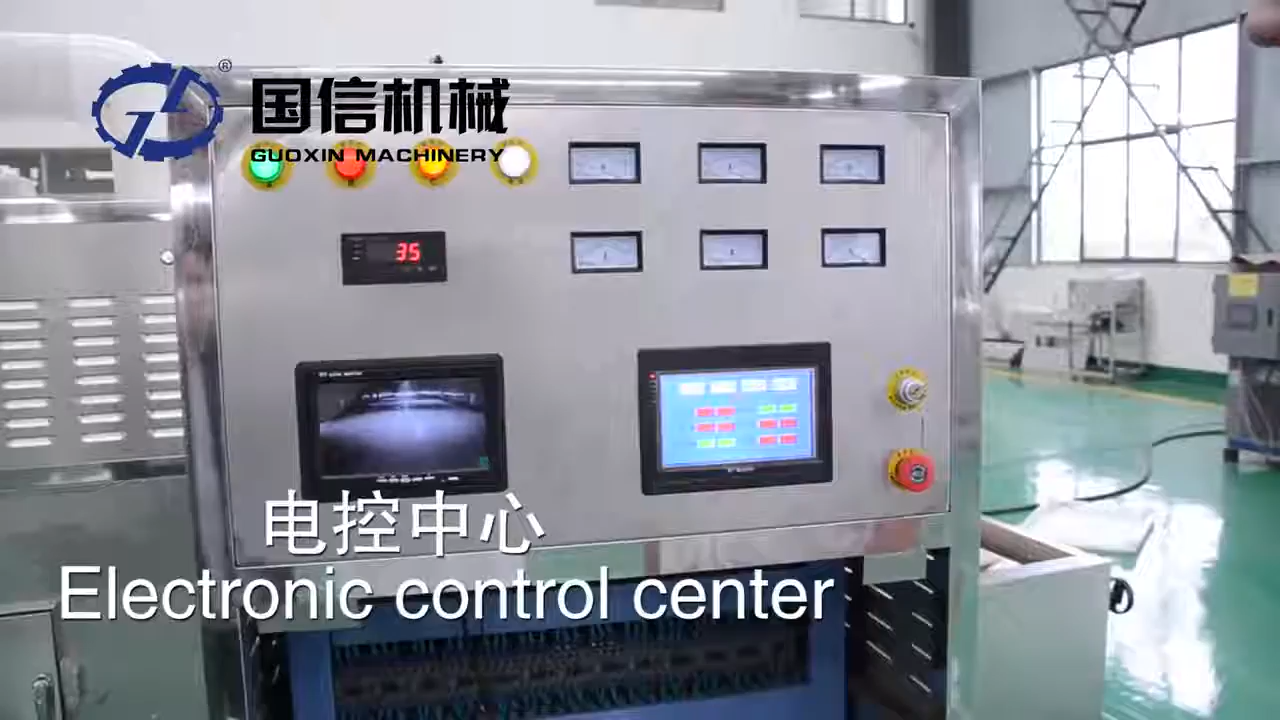 ®
国信机械
GUOXIN MACHINERY
35
电控中心
Electronic control center